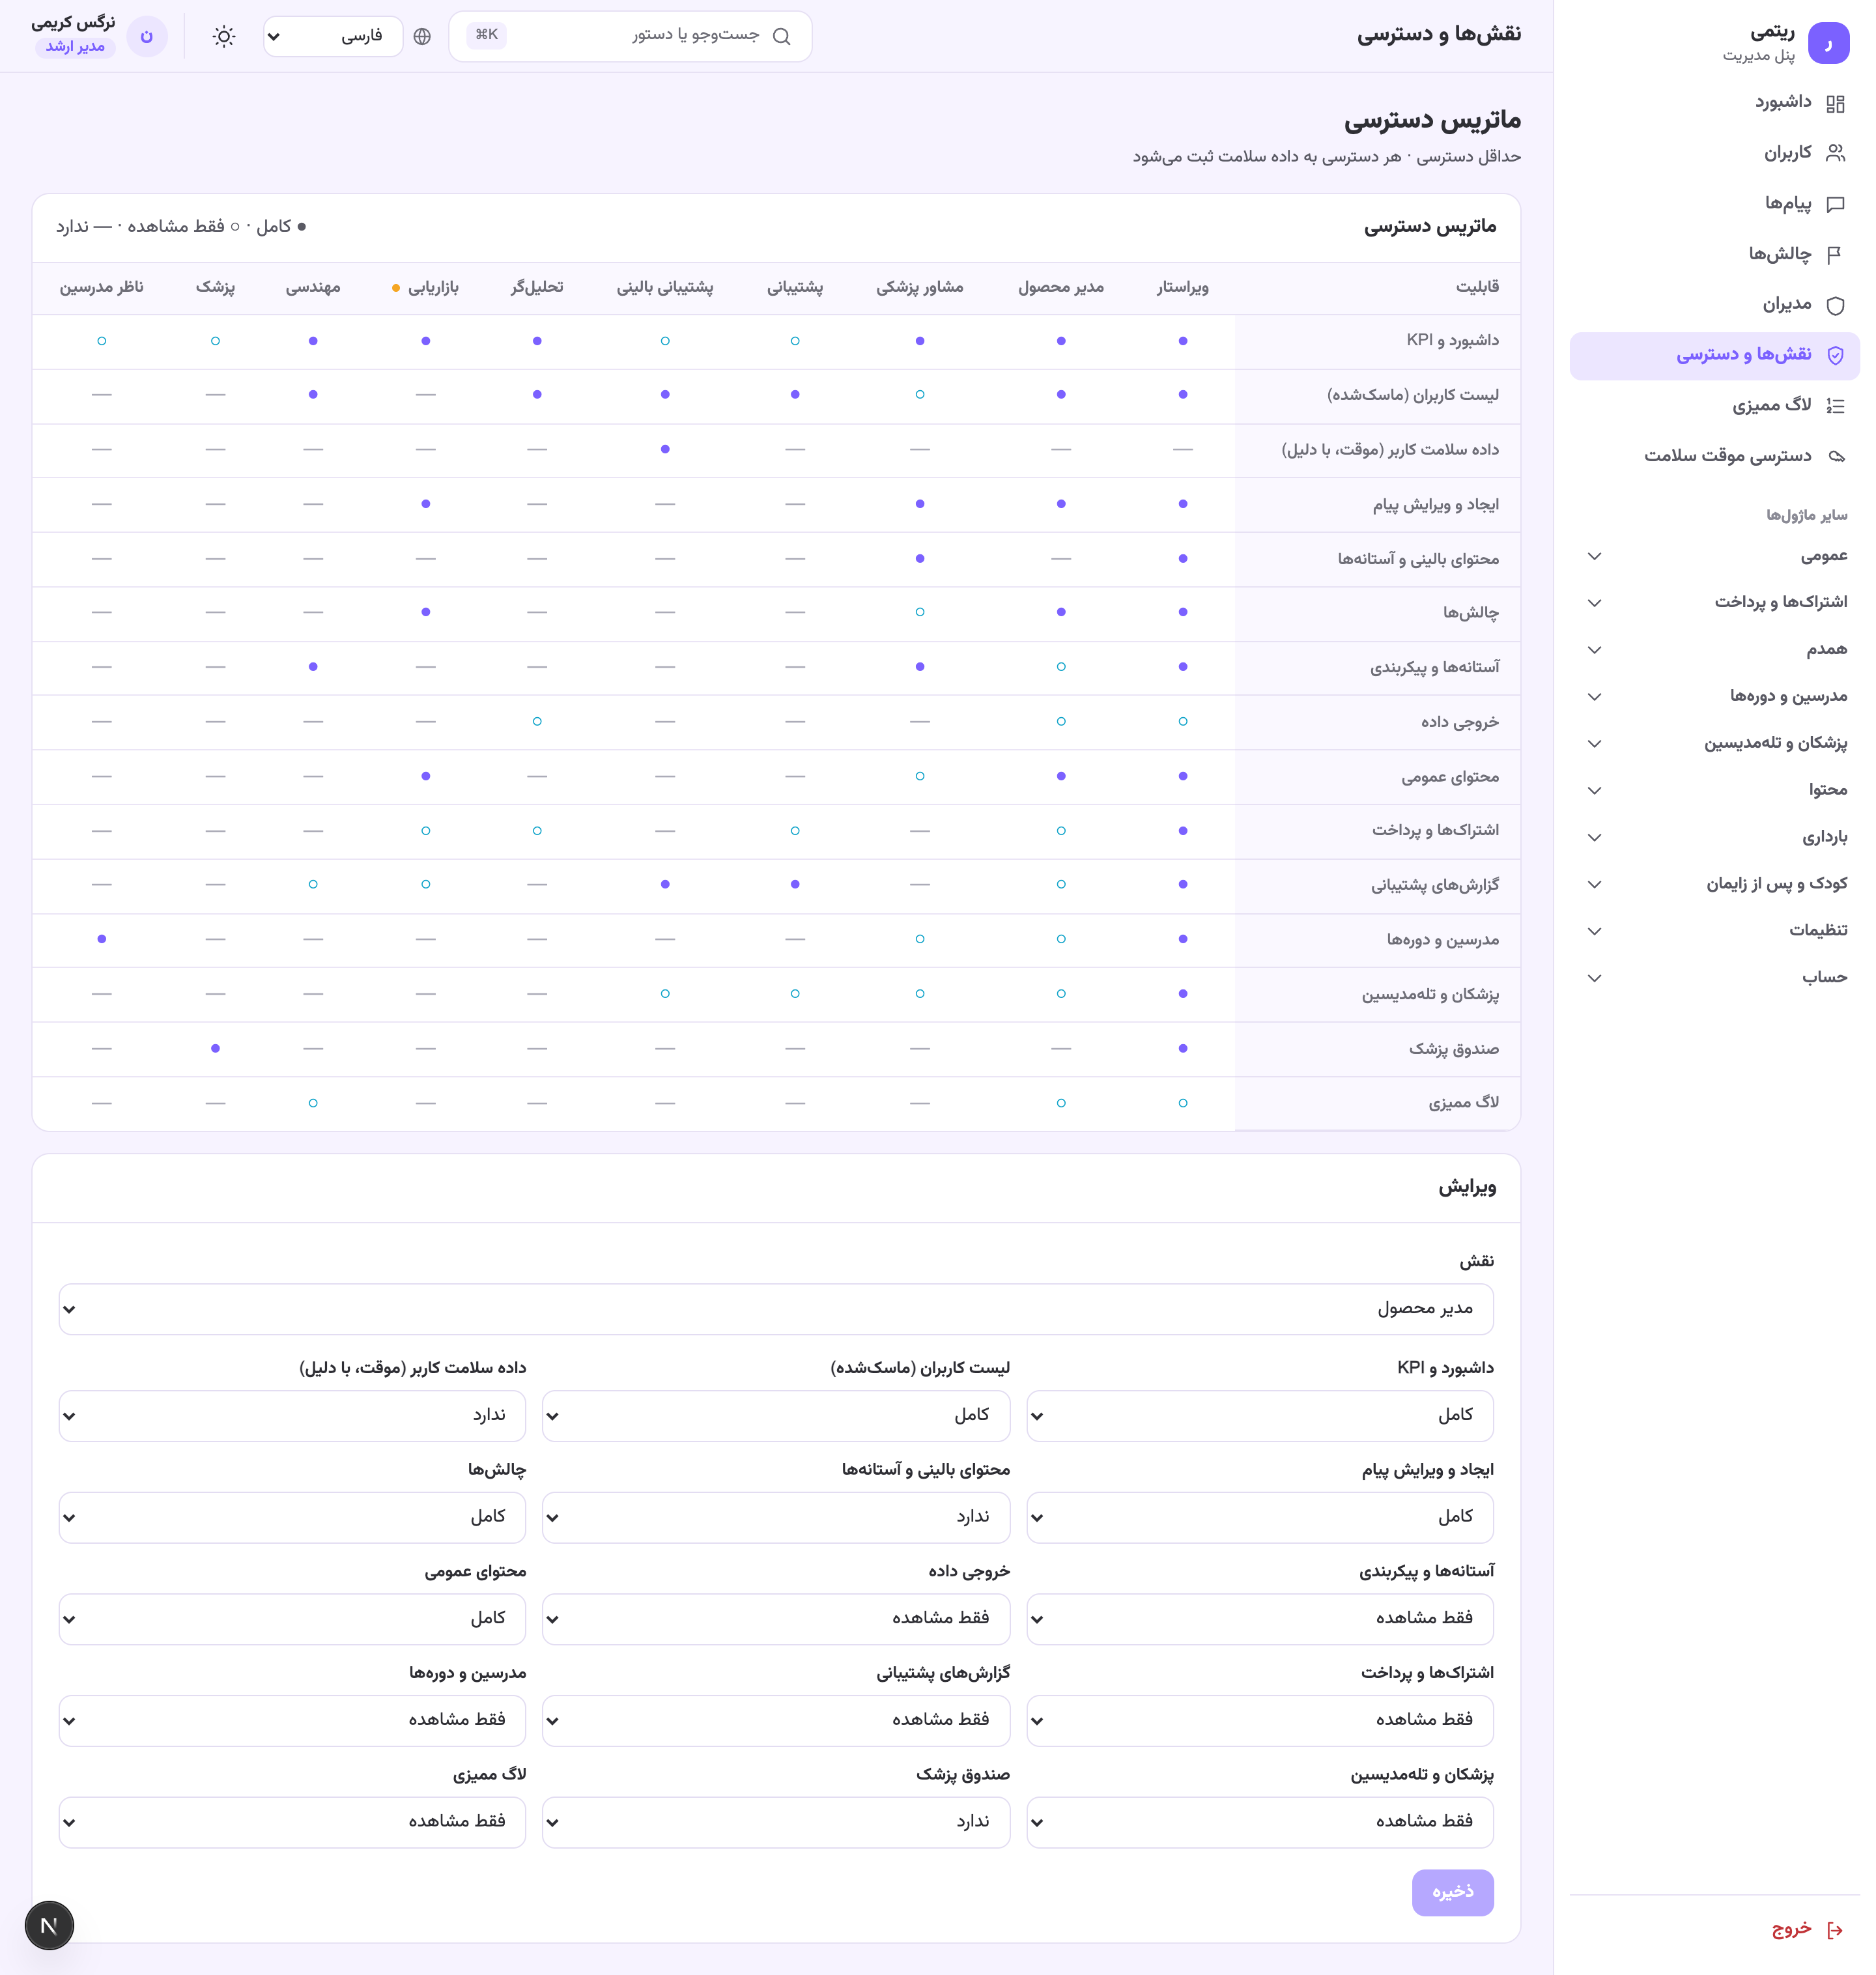 ر
ریتمی
پنل مدیریت
داشبورد
کاربران
پیام‌ها
چالش‌ها
مدیران
نقش‌ها و دسترسی
لاگ ممیزی
دسترسی موقت سلامت
سایر ماژول‌ها
عمومی
اشتراک‌ها و پرداخت
همدم
مدرسین و دوره‌ها
پزشکان و تله‌مدیسین
محتوا
بارداری
کودک و پس از زایمان
تنظیمات
حساب
خروج
نقش‌ها و دسترسی
جست‌وجو یا دستور ⌘K
فارسی
ن
نرگس کریمی
مدیر ارشد
ماتریس دسترسی
حداقل دسترسی · هر دسترسی به داده سلامت ثبت می‌شود
ماتریس دسترسی
● کامل · ○ فقط مشاهده · — ندارد
قابلیت ویراستار مدیر محصول مشاور پزشکی پشتیبانی پشتیبانی بالینی تحلیل‌گر بازاریابی مهندسی پزشک ناظر مدرسین
داشبورد و KPI ● ● ● ○ ○ ● ● ● ○ ○
لیست کاربران (ماسک‌شده) ● ● ○ ● ● ● — ● — —
داده سلامت کاربر (موقت، با دلیل) — — — — ● — — — — —
ایجاد و ویرایش پیام ● ● ● — — — ● — — —
محتوای بالینی و آستانه‌ها ● — ● — — — — — — —
چالش‌ها ● ● ○ — — — ● — — —
آستانه‌ها و پیکربندی ● ○ ● — — — — ● — —
خروجی داده ○ ○ — — — ○ — — — —
محتوای عمومی ● ● ○ — — — ● — — —
اشتراک‌ها و پرداخت ● ○ — ○ — ○ ○ — — —
گزارش‌های پشتیبانی ● ○ — ● ● — ○ ○ — —
مدرسین و دوره‌ها ● ○ ○ — — — — — — ●
پزشکان و تله‌مدیسین ● ○ ○ ○ ○ — — — — —
صندوق پزشک ● — — — — — — — ● —
لاگ ممیزی ○ ○ — — — — — ○ — —
ویرایش
نقش
مدیر محصول
داشبورد و KPI لیست کاربران (ماسک‌شده) داده سلامت کاربر (موقت، با دلیل)
کامل کامل ندارد
ایجاد و ویرایش پیام محتوای بالینی و آستانه‌ها چالش‌ها
کامل ندارد کامل
آستانه‌ها و پیکربندی خروجی داده محتوای عمومی
فقط مشاهده فقط مشاهده کامل
اشتراک‌ها و پرداخت گزارش‌های پشتیبانی مدرسین و دوره‌ها
فقط مشاهده فقط مشاهده فقط مشاهده
پزشکان و تله‌مدیسین صندوق پزشک لاگ ممیزی
فقط مشاهده ندارد فقط مشاهده
ذخیره
N